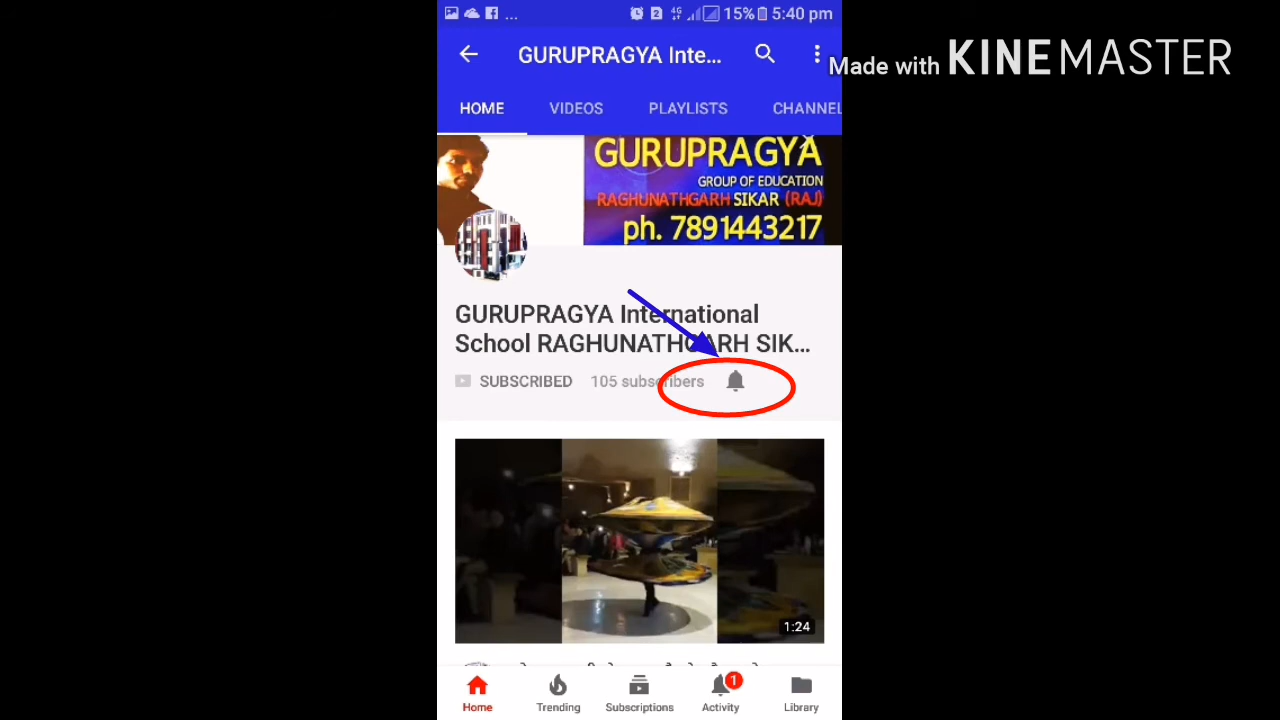 ... 2 4G 15% 5:40 pm
GURUPRAGYA Inte...
Made with KINEMASTER
HOME VIDEOS PLAYLISTS CHANNEL
GURUPRAGYA
GROUP OF EDUCATION
RAGHUNATHGARH SIKAR (RAJ)
ph. 7891443217
GURUPRAGYA International
School RAGHUNATHGARH SIK...
SUBSCRIBED 105 subscribers
1:24
1
Home Trending Subscriptions Activity Library